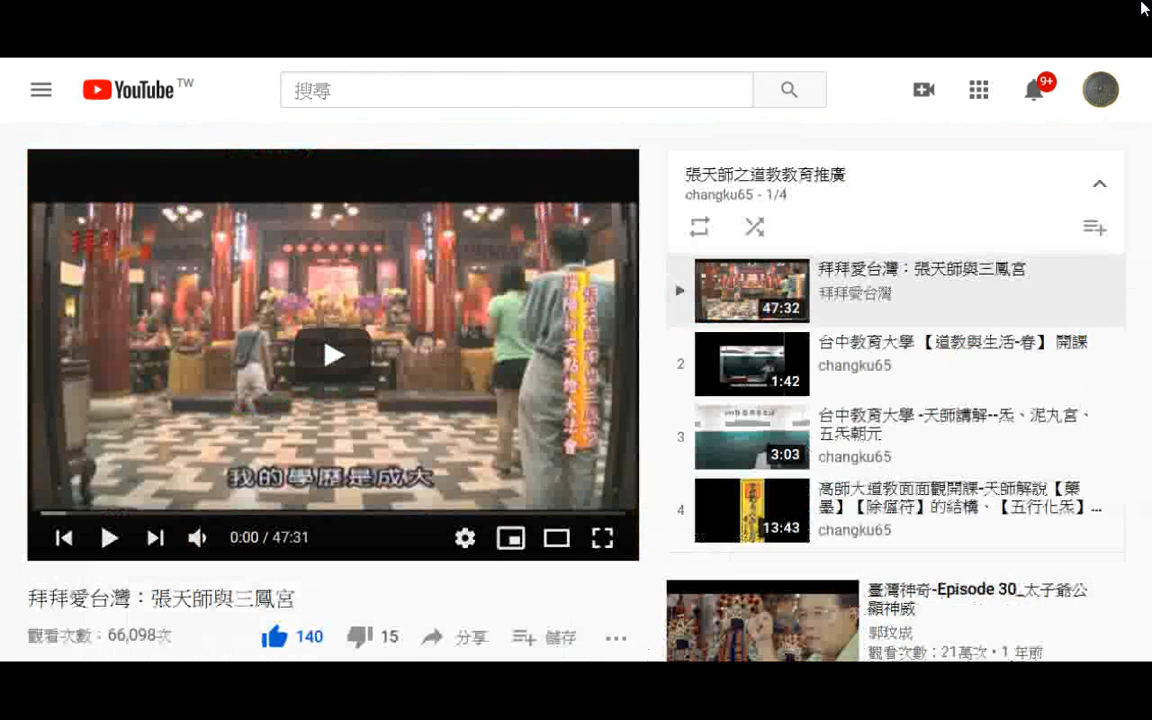 YouTube TW
搜尋
9+
我的學歷是成大
0:00 / 47:31
拜拜愛台灣：張天師與三鳳宮
觀看次數：66,098次
140
15
分享
儲存
張天師之道教教育推廣
changku65 - 1/4
47:32
拜拜愛台灣：張天師與三鳳宮
拜拜愛台灣
2
1:42
台中教育大學 【道教與生活-春】 開課
changku65
3
3:03
台中教育大學 -天師講解--炁、泥丸宮、
五炁朝元
changku65
4
13:43
高師大道教面面觀開課-天師解說【藥
墨】【除瘟符】的結構、【五行化炁】...
changku65
臺灣神奇-Episode 30_太子爺公
顯神威
郭玟成
觀看次數：21萬次 • 1 年前